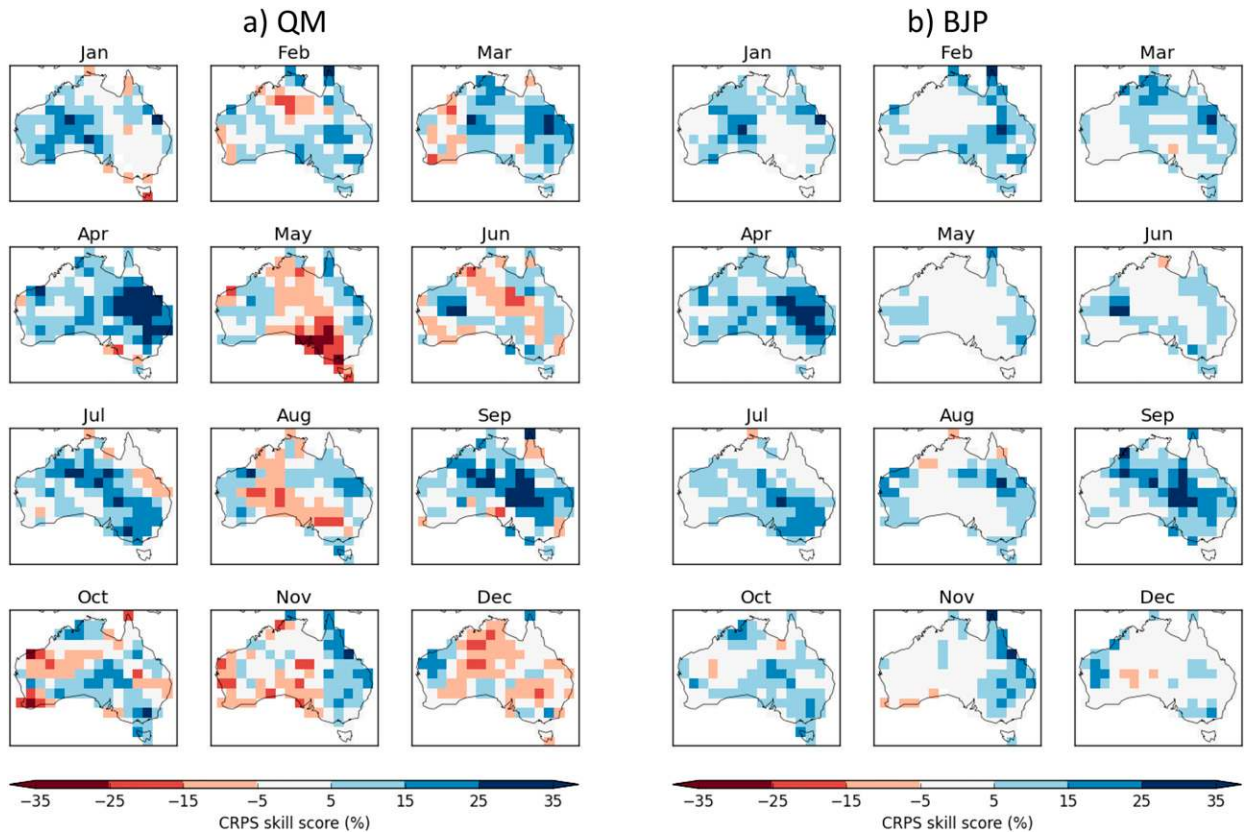 a) QM
b) BJP
Jan Feb Mar
Jan Feb Mar
Apr May Jun
Apr May Jun
Jul Aug Sep
Jul Aug Sep
Oct Nov Dec
Oct Nov Dec
−35 −25 −15 −5 5 15 25 35
−35 −25 −15 −5 5 15 25 35
CRPS skill score (%)
CRPS skill score (%)